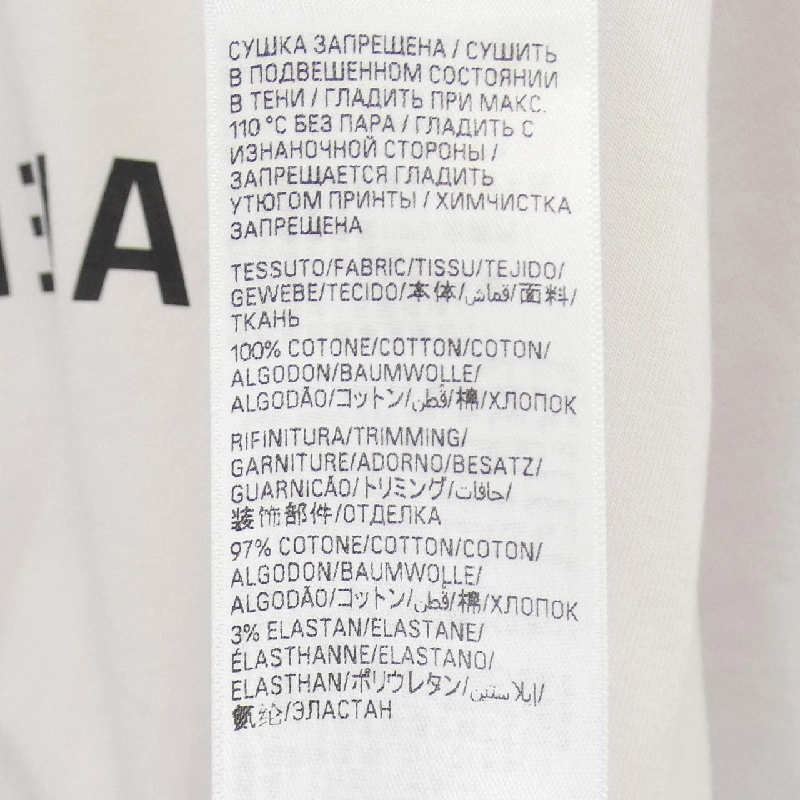 СУШКА ЗАПРЕЩЕНА / СУШИТЬ
В ПОДВЕШЕННОМ СОСТОЯНИИ
В ТЕНИ / ГЛАДИТЬ ПРИ МАКС.
110 °C БЕЗ ПАРА / ГЛАДИТЬ С
ИЗНАНОЧНОЙ СТОРОНЫ /
ЗАПРЕЩАЕТСЯ ГЛАДИТЬ
УТЮГОМ ПРИНТЫ / ХИМЧИСТКА
ЗАПРЕЩЕНА
TESSUTO/FABRIC/TISSU/TEJIDO/
GEWEBE/TECIDO/本体/قماش/面料/
ТКАНЬ
100% COTONE/COTTON/COTON/
ALGODON/BAUMWOLLE/
ALGODÃO/コットン/قطن/棉/ХЛОПОК
RIFINITURA/TRIMMING/
GARNITURE/ADORNO/BESATZ/
GUARNICÃO/トリミング/حافات/
装饰部件/ОТДЕЛКА
97% COTONE/COTTON/COTON/
ALGODON/BAUMWOLLE/
ALGODÃO/コットン/قطن/棉/ХЛОПОК
3% ELASTAN/ELASTANE/
ÉLASTHANNE/ELASTANO/
ELASTHAN/ポリウレタン/إيلاستين/
氨纶/ЭЛАСТАН
A